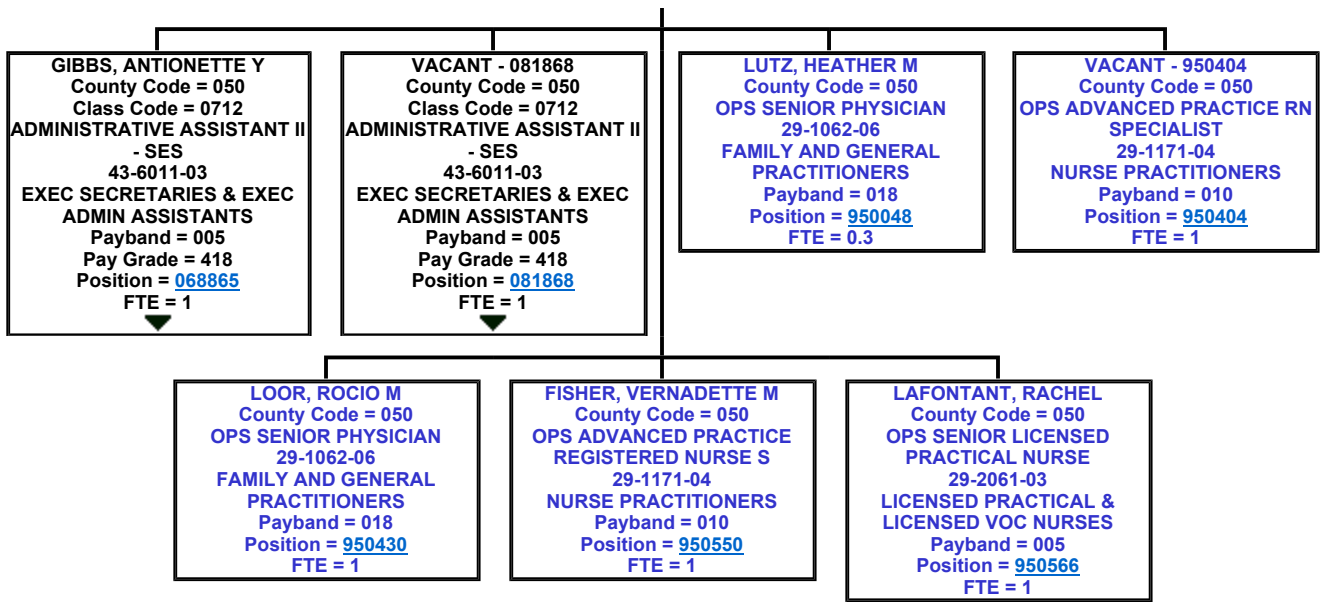 GIBBS, ANTIONETTE Y
County Code = 050
Class Code = 0712
ADMINISTRATIVE ASSISTANT II
- SES
43-6011-03
EXEC SECRETARIES & EXEC
ADMIN ASSISTANTS
Payband = 005
Pay Grade = 418
Position = 068865
FTE = 1
VACANT - 081868
County Code = 050
Class Code = 0712
ADMINISTRATIVE ASSISTANT II
- SES
43-6011-03
EXEC SECRETARIES & EXEC
ADMIN ASSISTANTS
Payband = 005
Pay Grade = 418
Position = 081868
FTE = 1
LUTZ, HEATHER M
County Code = 050
OPS SENIOR PHYSICIAN
29-1062-06
FAMILY AND GENERAL
PRACTITIONERS
Payband = 018
Position = 950048
FTE = 0.3
VACANT - 950404
County Code = 050
OPS ADVANCED PRACTICE RN
SPECIALIST
29-1171-04
NURSE PRACTITIONERS
Payband = 010
Position = 950404
FTE = 1
LOOR, ROCIO M
County Code = 050
OPS SENIOR PHYSICIAN
29-1062-06
FAMILY AND GENERAL
PRACTITIONERS
Payband = 018
Position = 950430
FTE = 1
FISHER, VERNADETTE M
County Code = 050
OPS ADVANCED PRACTICE
REGISTERED NURSE S
29-1171-04
NURSE PRACTITIONERS
Payband = 010
Position = 950550
FTE = 1
LAFONTANT, RACHEL
County Code = 050
OPS SENIOR LICENSED
PRACTICAL NURSE
29-2061-03
LICENSED PRACTICAL &
LICENSED VOC NURSES
Payband = 005
Position = 950566
FTE = 1